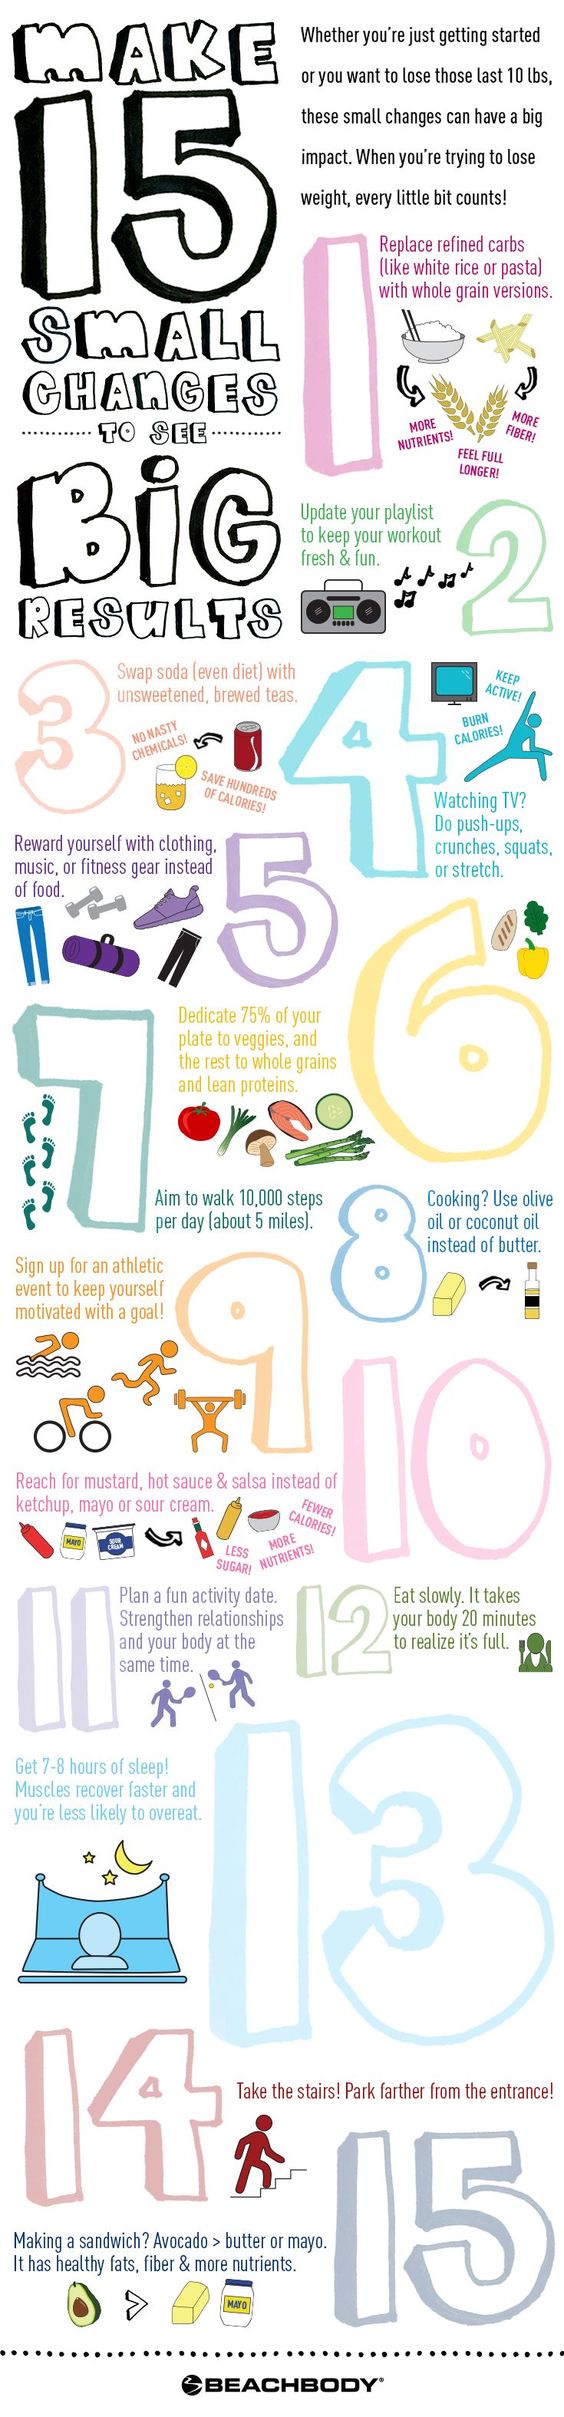 MAKE
15
SMALL
CHANGES
TO SEE
BIG
RESULTS
Whether you're just getting started
or you want to lose those last 10 lbs,
these small changes can have a big
impact. When you're trying to lose
weight, every little bit counts!
1
Replace refined carbs
(like white rice or pasta)
with whole grain versions.
MORE
NUTRIENTS!
FEEL FULL
LONGER!
MORE
FIBER!
2
Update your playlist
to keep your workout
fresh & fun.
3
Swap soda (even diet) with
unsweetened, brewed teas.
NO NASTY
CHEMICALS!
SAVE HUNDREDS
OF CALORIES!
4
KEEP
ACTIVE!
BURN
CALORIES!
Watching TV?
Do push-ups,
crunches, squats,
or stretch.
5
Reward yourself with clothing,
music, or fitness gear instead
of food.
6
Dedicate 75% of your
plate to veggies, and
the rest to whole grains
and lean proteins.
7
Aim to walk 10,000 steps
per day (about 5 miles).
8
Cooking? Use olive
oil or coconut oil
instead of butter.
9
Sign up for an athletic
event to keep yourself
motivated with a goal!
10
Reach for mustard, hot sauce & salsa instead of
ketchup, mayo or sour cream.
MAYO
SOUR
CREAM
LESS
SUGAR!
MORE
NUTRIENTS!
FEWER
CALORIES!
11
Plan a fun activity date.
Strengthen relationships
and your body at the
same time.
12
Eat slowly. It takes
your body 20 minutes
to realize it's full.
13
Get 7-8 hours of sleep!
Muscles recover faster and
you're less likely to overeat.
14
Take the stairs! Park farther from the entrance!
15
Making a sandwich? Avocado > butter or mayo.
It has healthy fats, fiber & more nutrients.
>
MAYO
BEACHBODY®